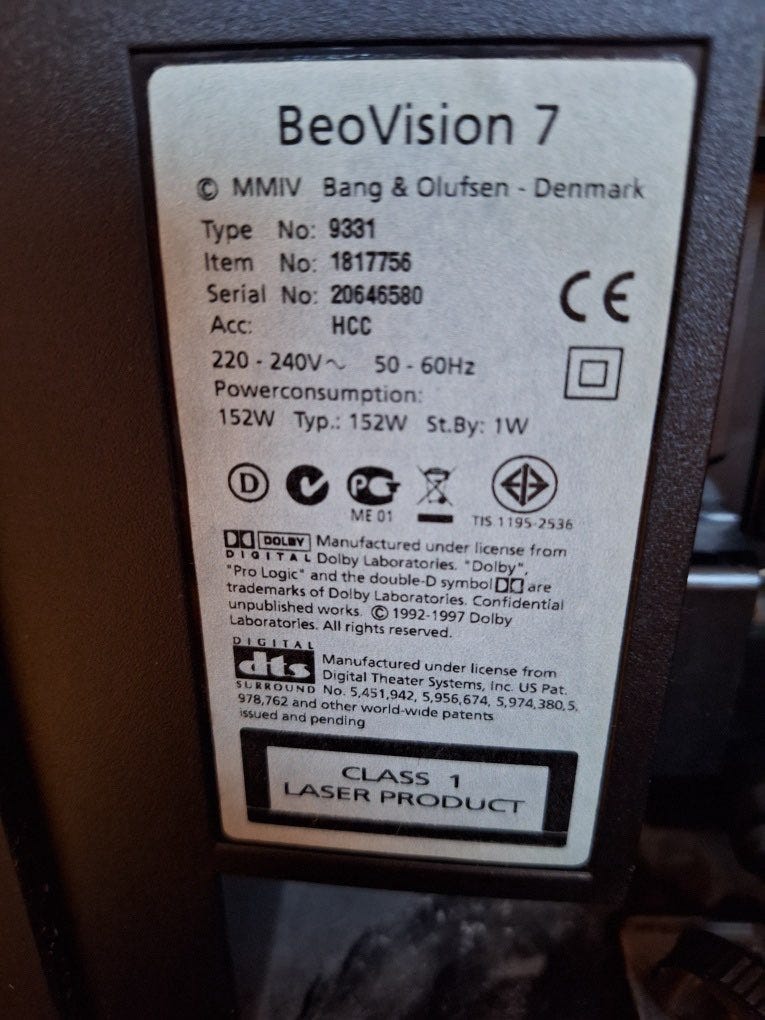 BeoVision 7
© MMIV Bang & Olufsen - Denmark
Type No: 9331
Item No: 1817756
Serial No: 20646580
Acc: HCC
CE
220 - 240V~ 50 - 60Hz
Powerconsumption:
152W Typ.: 152W St.By: 1W
D
PG
ME 01
TIS 1195-2536
DOLBY
DIGITAL
Manufactured under license from
Dolby Laboratories. "Dolby",
"Pro Logic" and the double-D symbol are
trademarks of Dolby Laboratories. Confidential
unpublished works. © 1992-1997 Dolby
Laboratories. All rights reserved.
DIGITAL
dts
SURROUND
Manufactured under license from
Digital Theater Systems, Inc. US Pat.
No. 5,451,942, 5,956,674, 5,974,380,5,
978,762 and other world-wide patents
issued and pending
CLASS 1
LASER PRODUCT